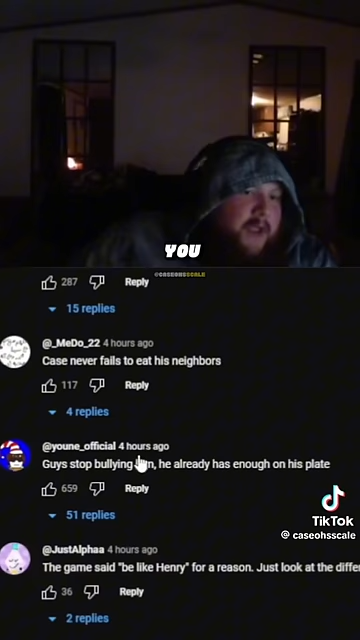 YOU
@CASEOHSSCALE
287 Reply
15 replies
@_MeDo_22 4 hours ago
Case never fails to eat his neighbors
117 Reply
4 replies
@youne_official 4 hours ago
Guys stop bullying him, he already has enough on his plate
659 Reply
51 replies
TikTok
@ caseohsscale
@JustAlphaa 4 hours ago
The game said "be like Henry" for a reason. Just look at the
36 Reply
2 replies